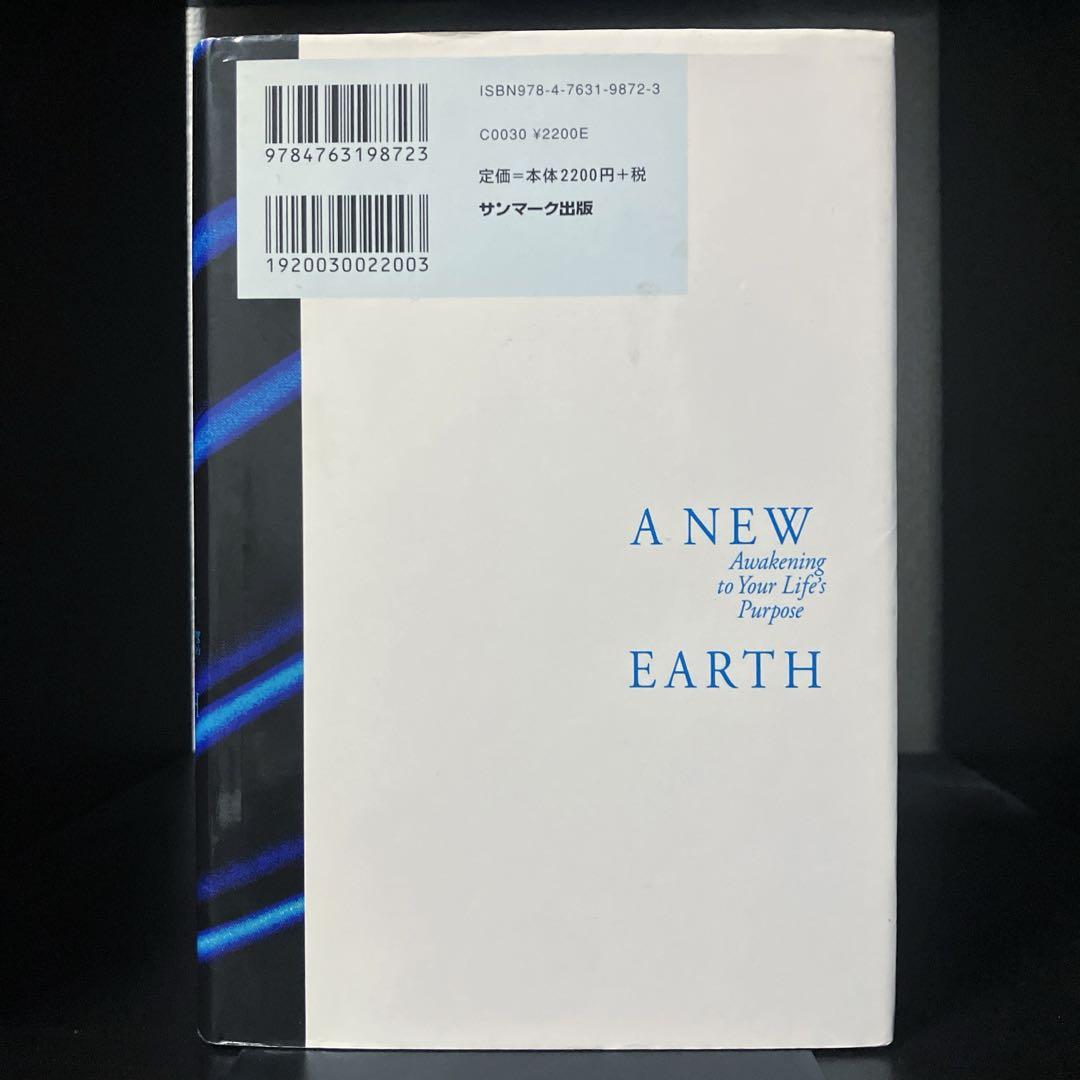 ISBN978-4-7631-9872-3
9784763198723
C0030 ¥2200E
定価=本体2200円+税
サンマーク出版
1920030022003
A NEW
Awakening
to Your Life's
Purpose
EARTH